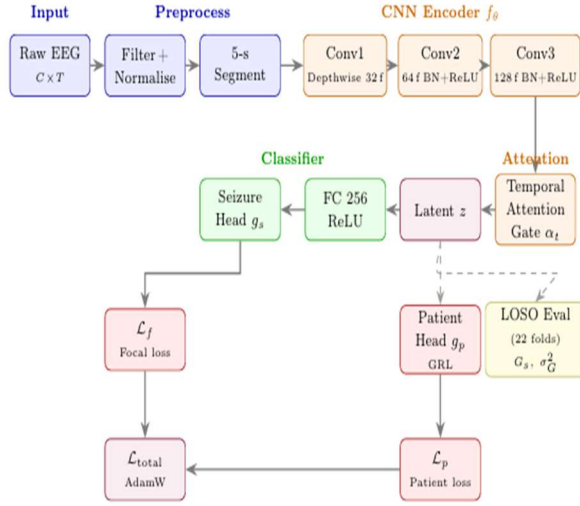 Input
Preprocess
CNN Encoder f_θ
Raw EEG
C × T
Filter +
Normalise
5-s
Segment
Conv1
Depthwise 32 f
Conv2
64 f BN+ReLU
Conv3
128 f BN+ReLU
Classifier
Attention
Seizure
Head g_s
FC 256
ReLU
Latent z
Temporal
Attention
Gate α_t
ℒ_f
Focal loss
Patient
Head g_p
GRL
LOSO Eval
(22 folds)
G_s, σ²_G
ℒ_total
AdamW
ℒ_p
Patient loss